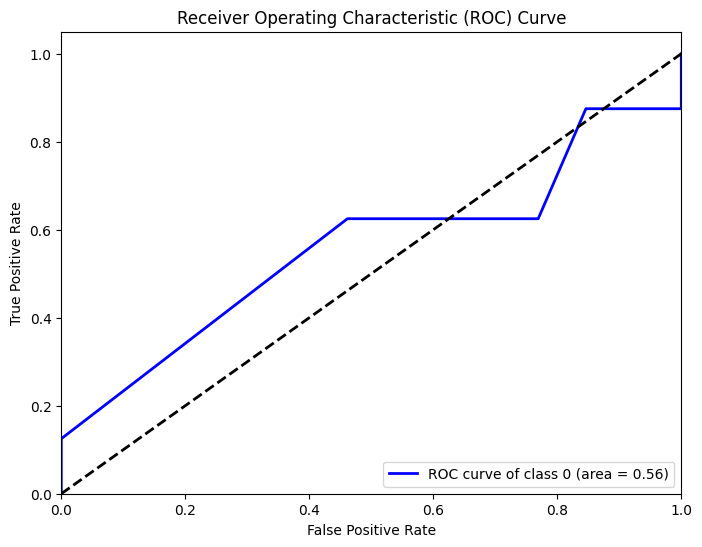 Receiver Operating Characteristic (ROC) Curve
1.0
0.8
0.6
0.4
0.2
0.0
True Positive Rate
ROC curve of class 0 (area = 0.56)
0.0 0.2 0.4 0.6 0.8 1.0
False Positive Rate